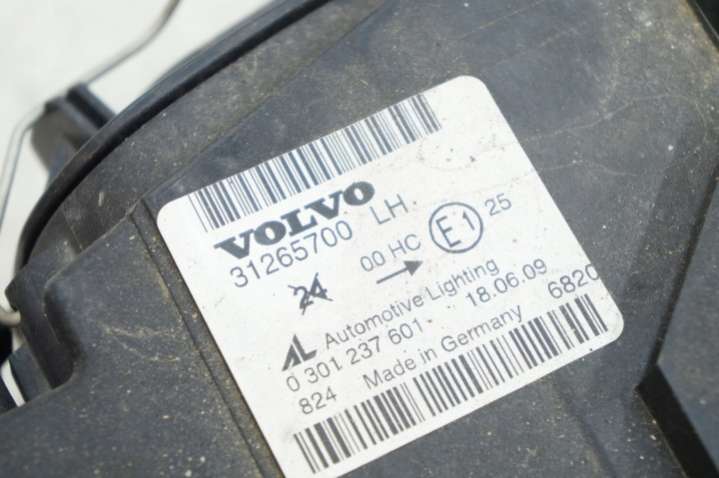 VOLVO LH.
31265700
00 HC E1 25
24
AL Automotive Lighting
0 301 237 601 18.06.09
824 Made in Germany 6820